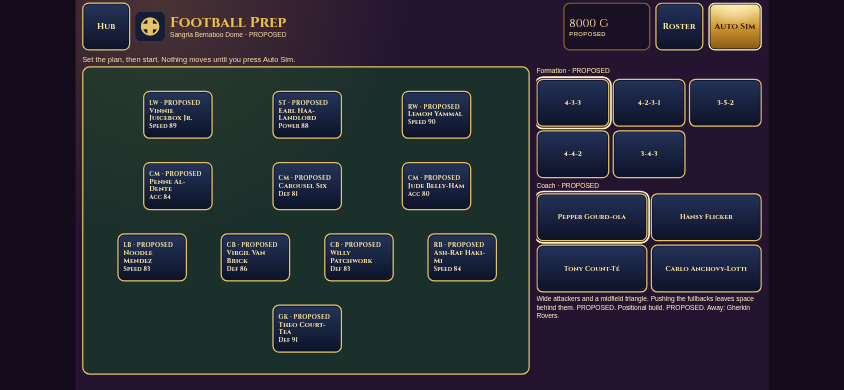 HUB
FOOTBALL PREP
Sangria Bernaboo Dome · PROPOSED
8000 G
PROPOSED
ROSTER
AUTO SIM
Set the plan, then start. Nothing moves until you press Auto Sim.
LW · PROPOSED
VINNIE
JUICEBOX JR.
SPEED 89
ST · PROPOSED
EARL HAA-
LANDLORD
POWER 88
RW · PROPOSED
LEMON YAMMAL
SPEED 90
CM · PROPOSED
PENNE AL-
DENTE
ACC 84
CM · PROPOSED
CAROUSEL SIX
DEF 81
CM · PROPOSED
JUDE BELLY-HAM
ACC 80
LB · PROPOSED
NOODLE
MENDEZ
SPEED 83
CB · PROPOSED
VIRGIL VAN
BRICK
DEF 86
CB · PROPOSED
WILLY
PATCHWORK
DEF 83
RB · PROPOSED
ASH-RAF HAKI-
MI
SPEED 84
GK · PROPOSED
THEO COURT-
TEA
DEF 91
Formation · PROPOSED
4-3-3
4-2-3-1
3-5-2
4-4-2
3-4-3
Coach · PROPOSED
PEPPER GOURD-OLA
HANSY FLICKER
TONY COUNT-TÉ
CARLO ANCHOVY-LOTTI
Wide attackers and a midfield triangle. Pushing the fullbacks leaves space
behind them. PROPOSED. Positional build. PROPOSED. Away: Gherkin
Rovers.